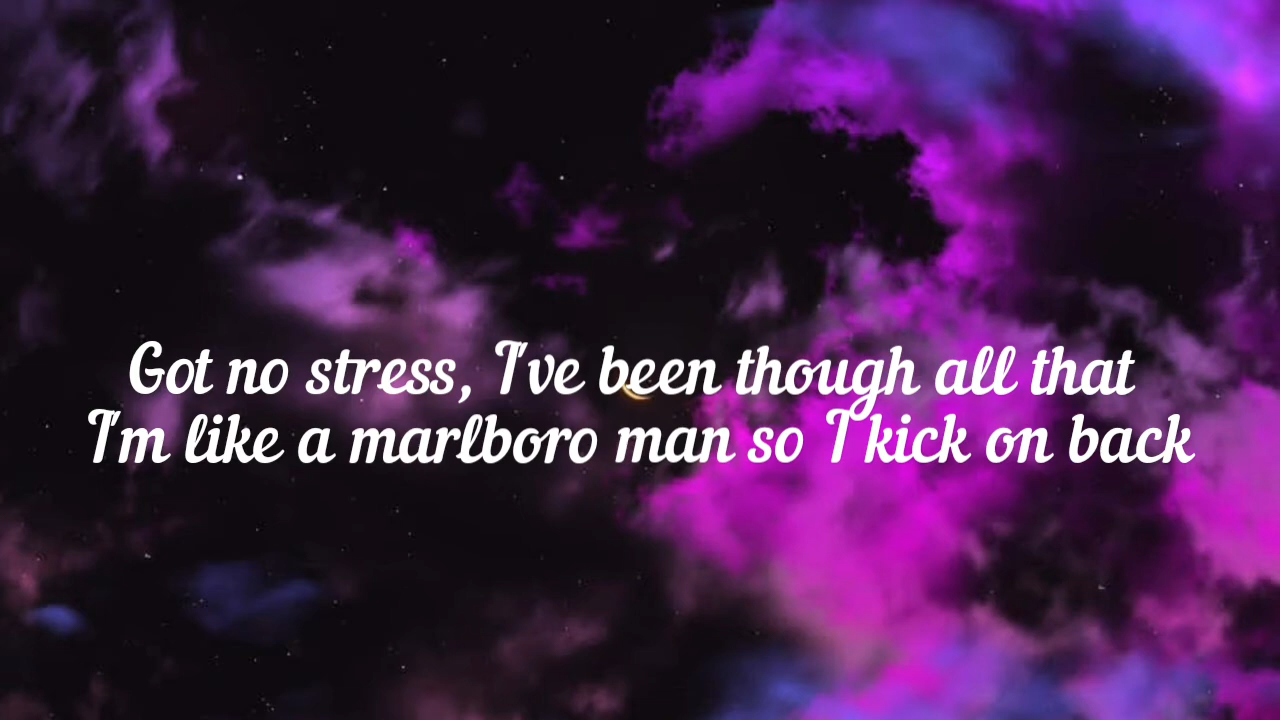 Got no stress, I've been though all that
I'm like a marlboro man so I kick on back